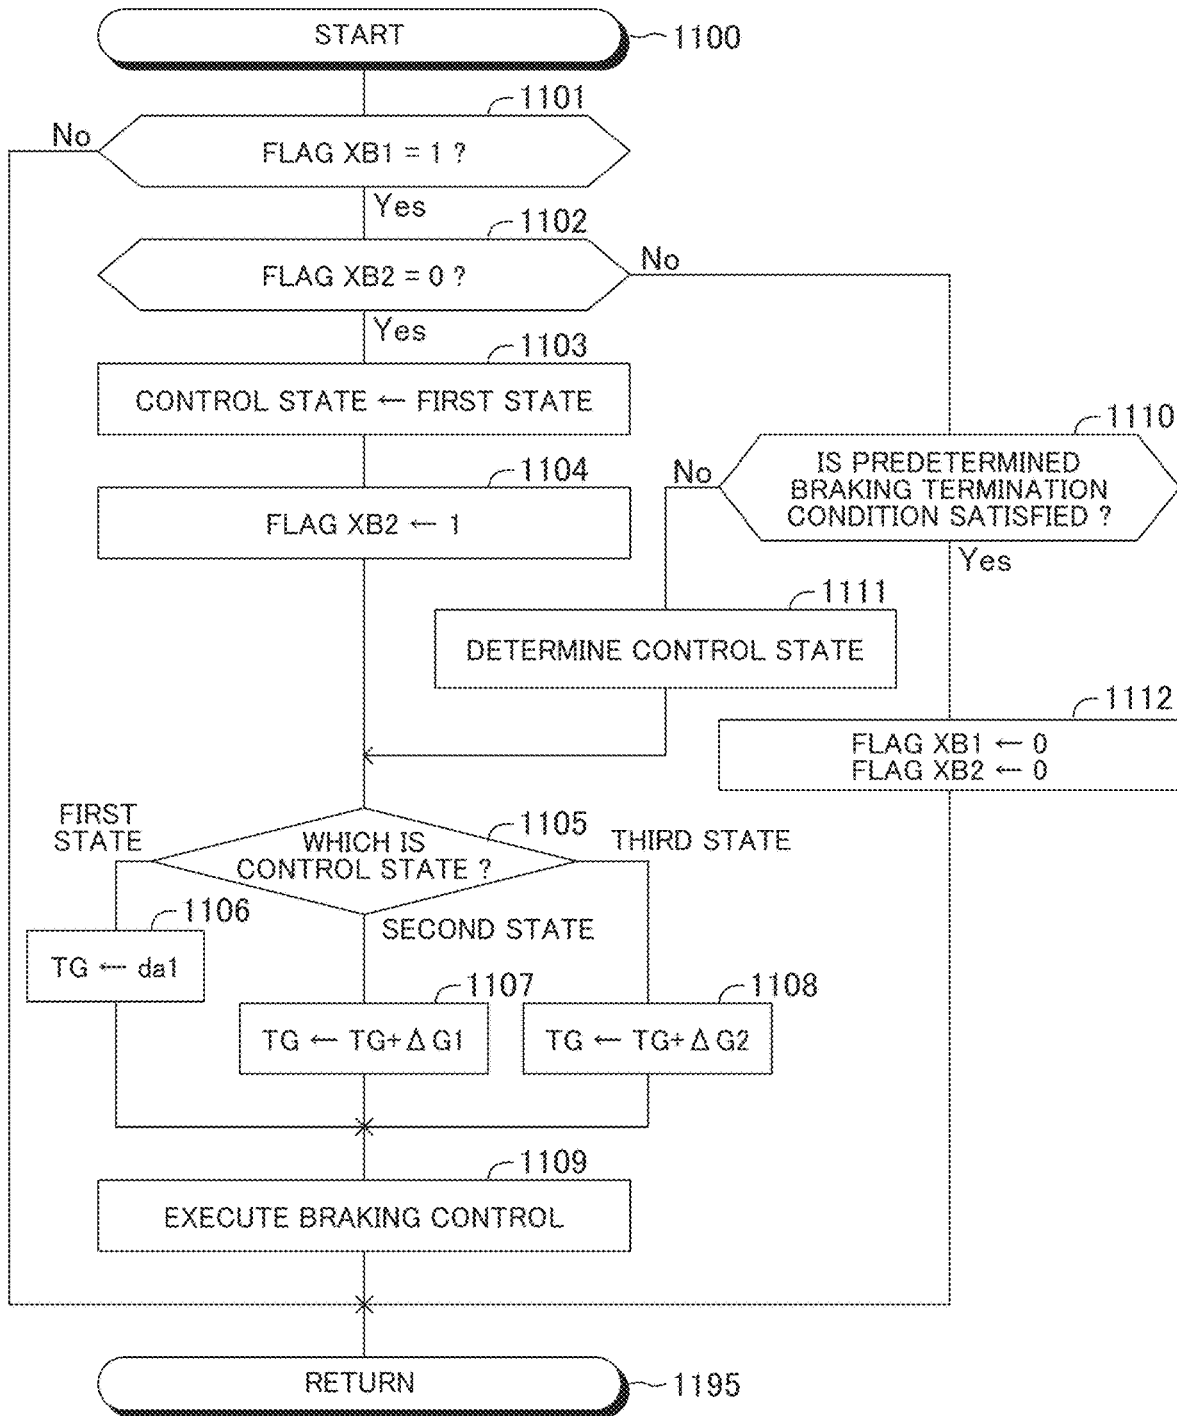 START
1100
1101
No
FLAG XB1 = 1 ?
Yes
1102
FLAG XB2 = 0 ?
No
Yes
1103
CONTROL STATE ← FIRST STATE
1110
IS PREDETERMINED
BRAKING TERMINATION
CONDITION SATISFIED ?
No
Yes
1104
FLAG XB2 ← 1
1111
DETERMINE CONTROL STATE
1112
FLAG XB1 ← 0
FLAG XB2 ← 0
FIRST
STATE
1105
WHICH IS
CONTROL STATE ?
THIRD STATE
SECOND STATE
1106
TG ← da1
1107
TG ← TG+ΔG1
1108
TG ← TG+ΔG2
1109
EXECUTE BRAKING CONTROL
RETURN
1195